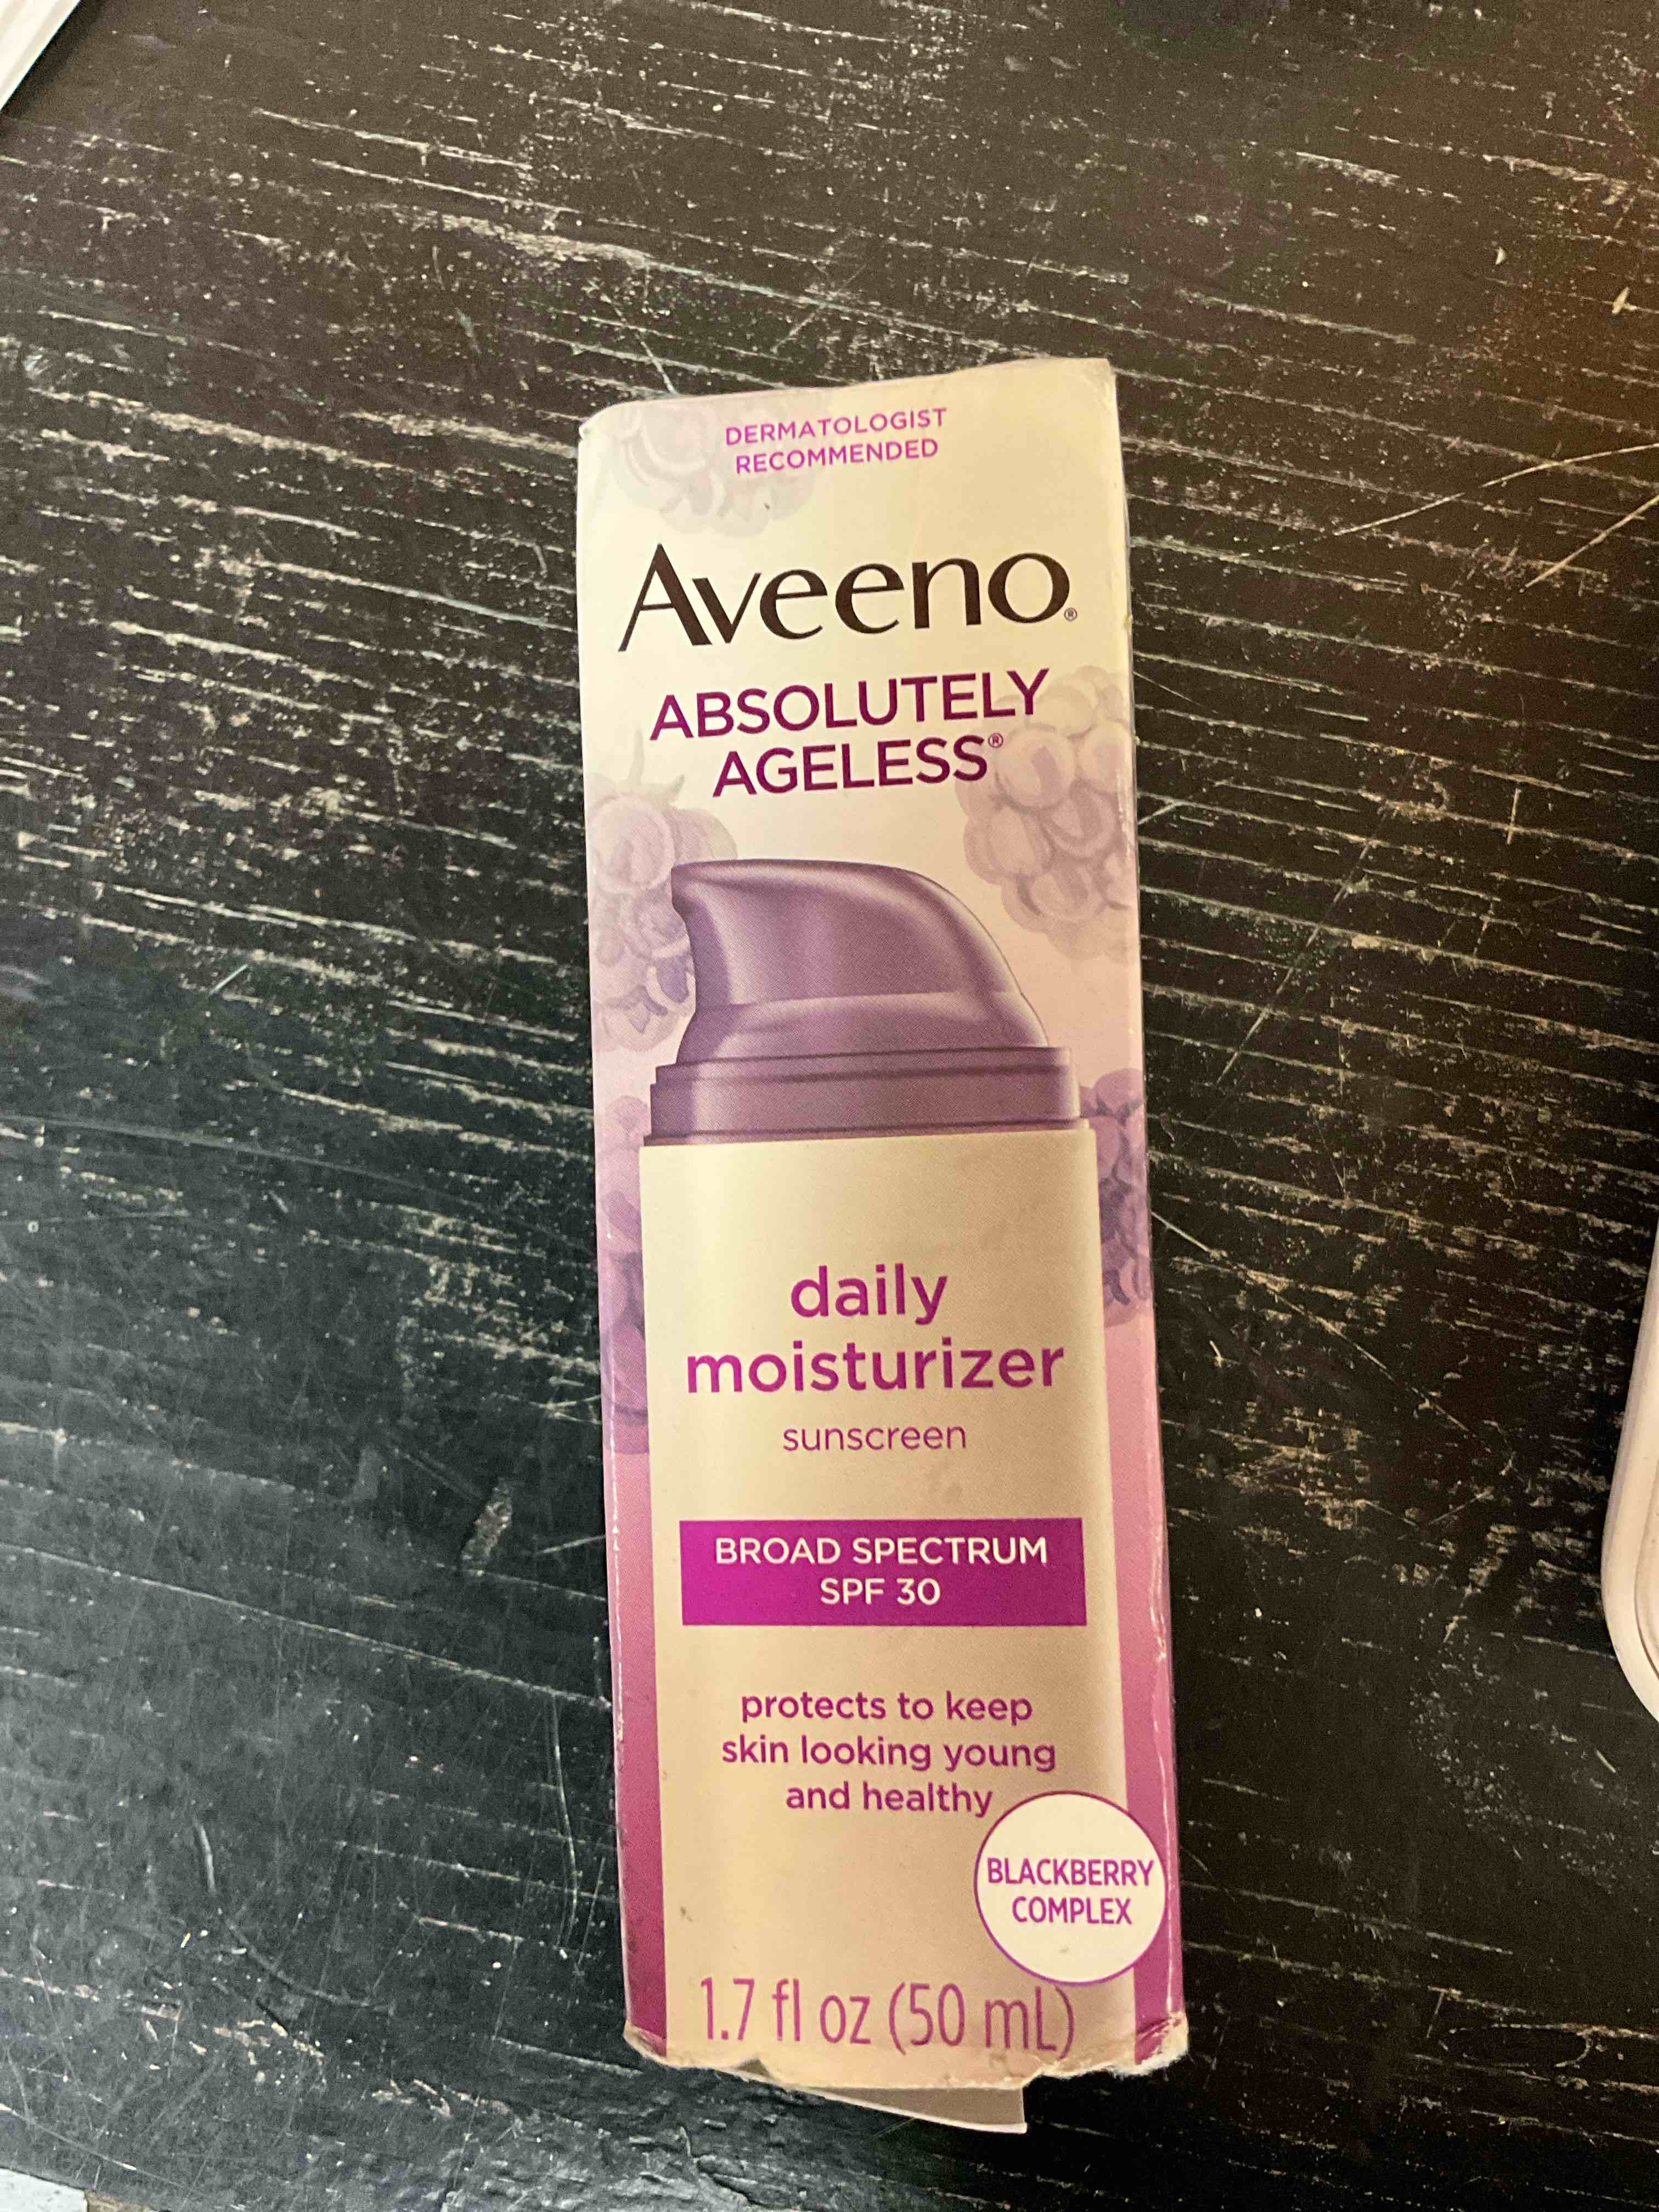 DERMATOLOGIST
RECOMMENDED
Aveeno®
ABSOLUTELY
AGELESS®
daily
moisturizer
sunscreen
BROAD SPECTRUM
SPF 30
protects to keep
skin looking young
and healthy
BLACKBERRY
COMPLEX
1.7 fl oz (50 mL)